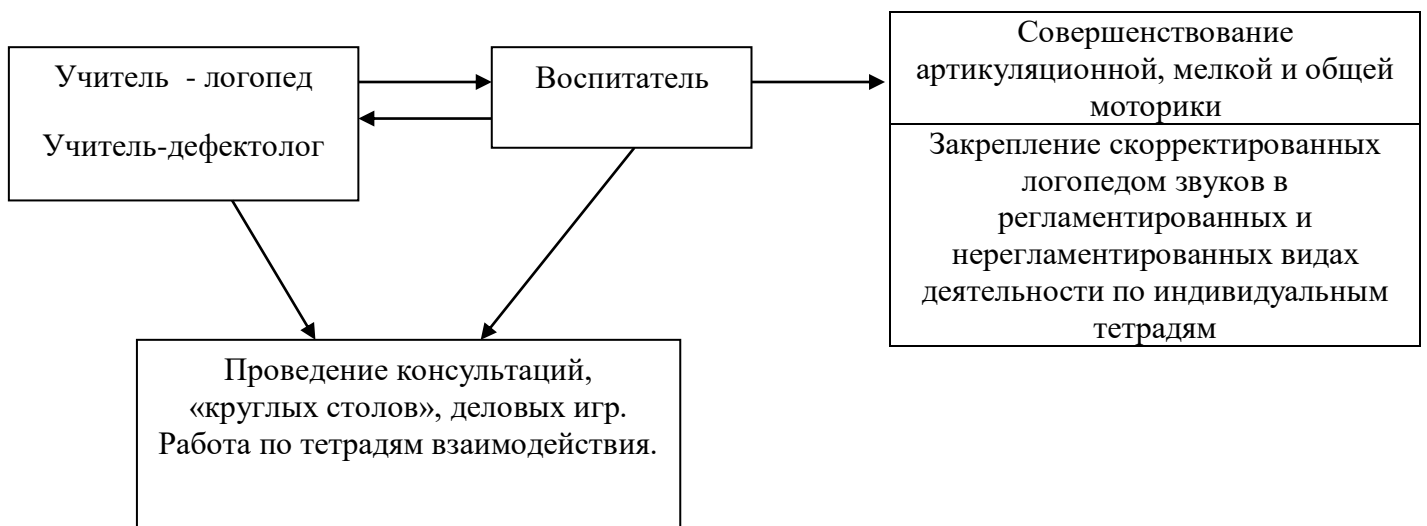 Учитель - логопед
Учитель-дефектолог
Воспитатель
Совершенствование
артикуляционной, мелкой и общей
моторики
Закрепление скорректированных
логопедом звуков в
регламентированных и
нерегламентированных видах
деятельности по индивидуальным
тетрадям
Проведение консультаций,
«круглых столов», деловых игр.
Работа по тетрадям взаимодействия.